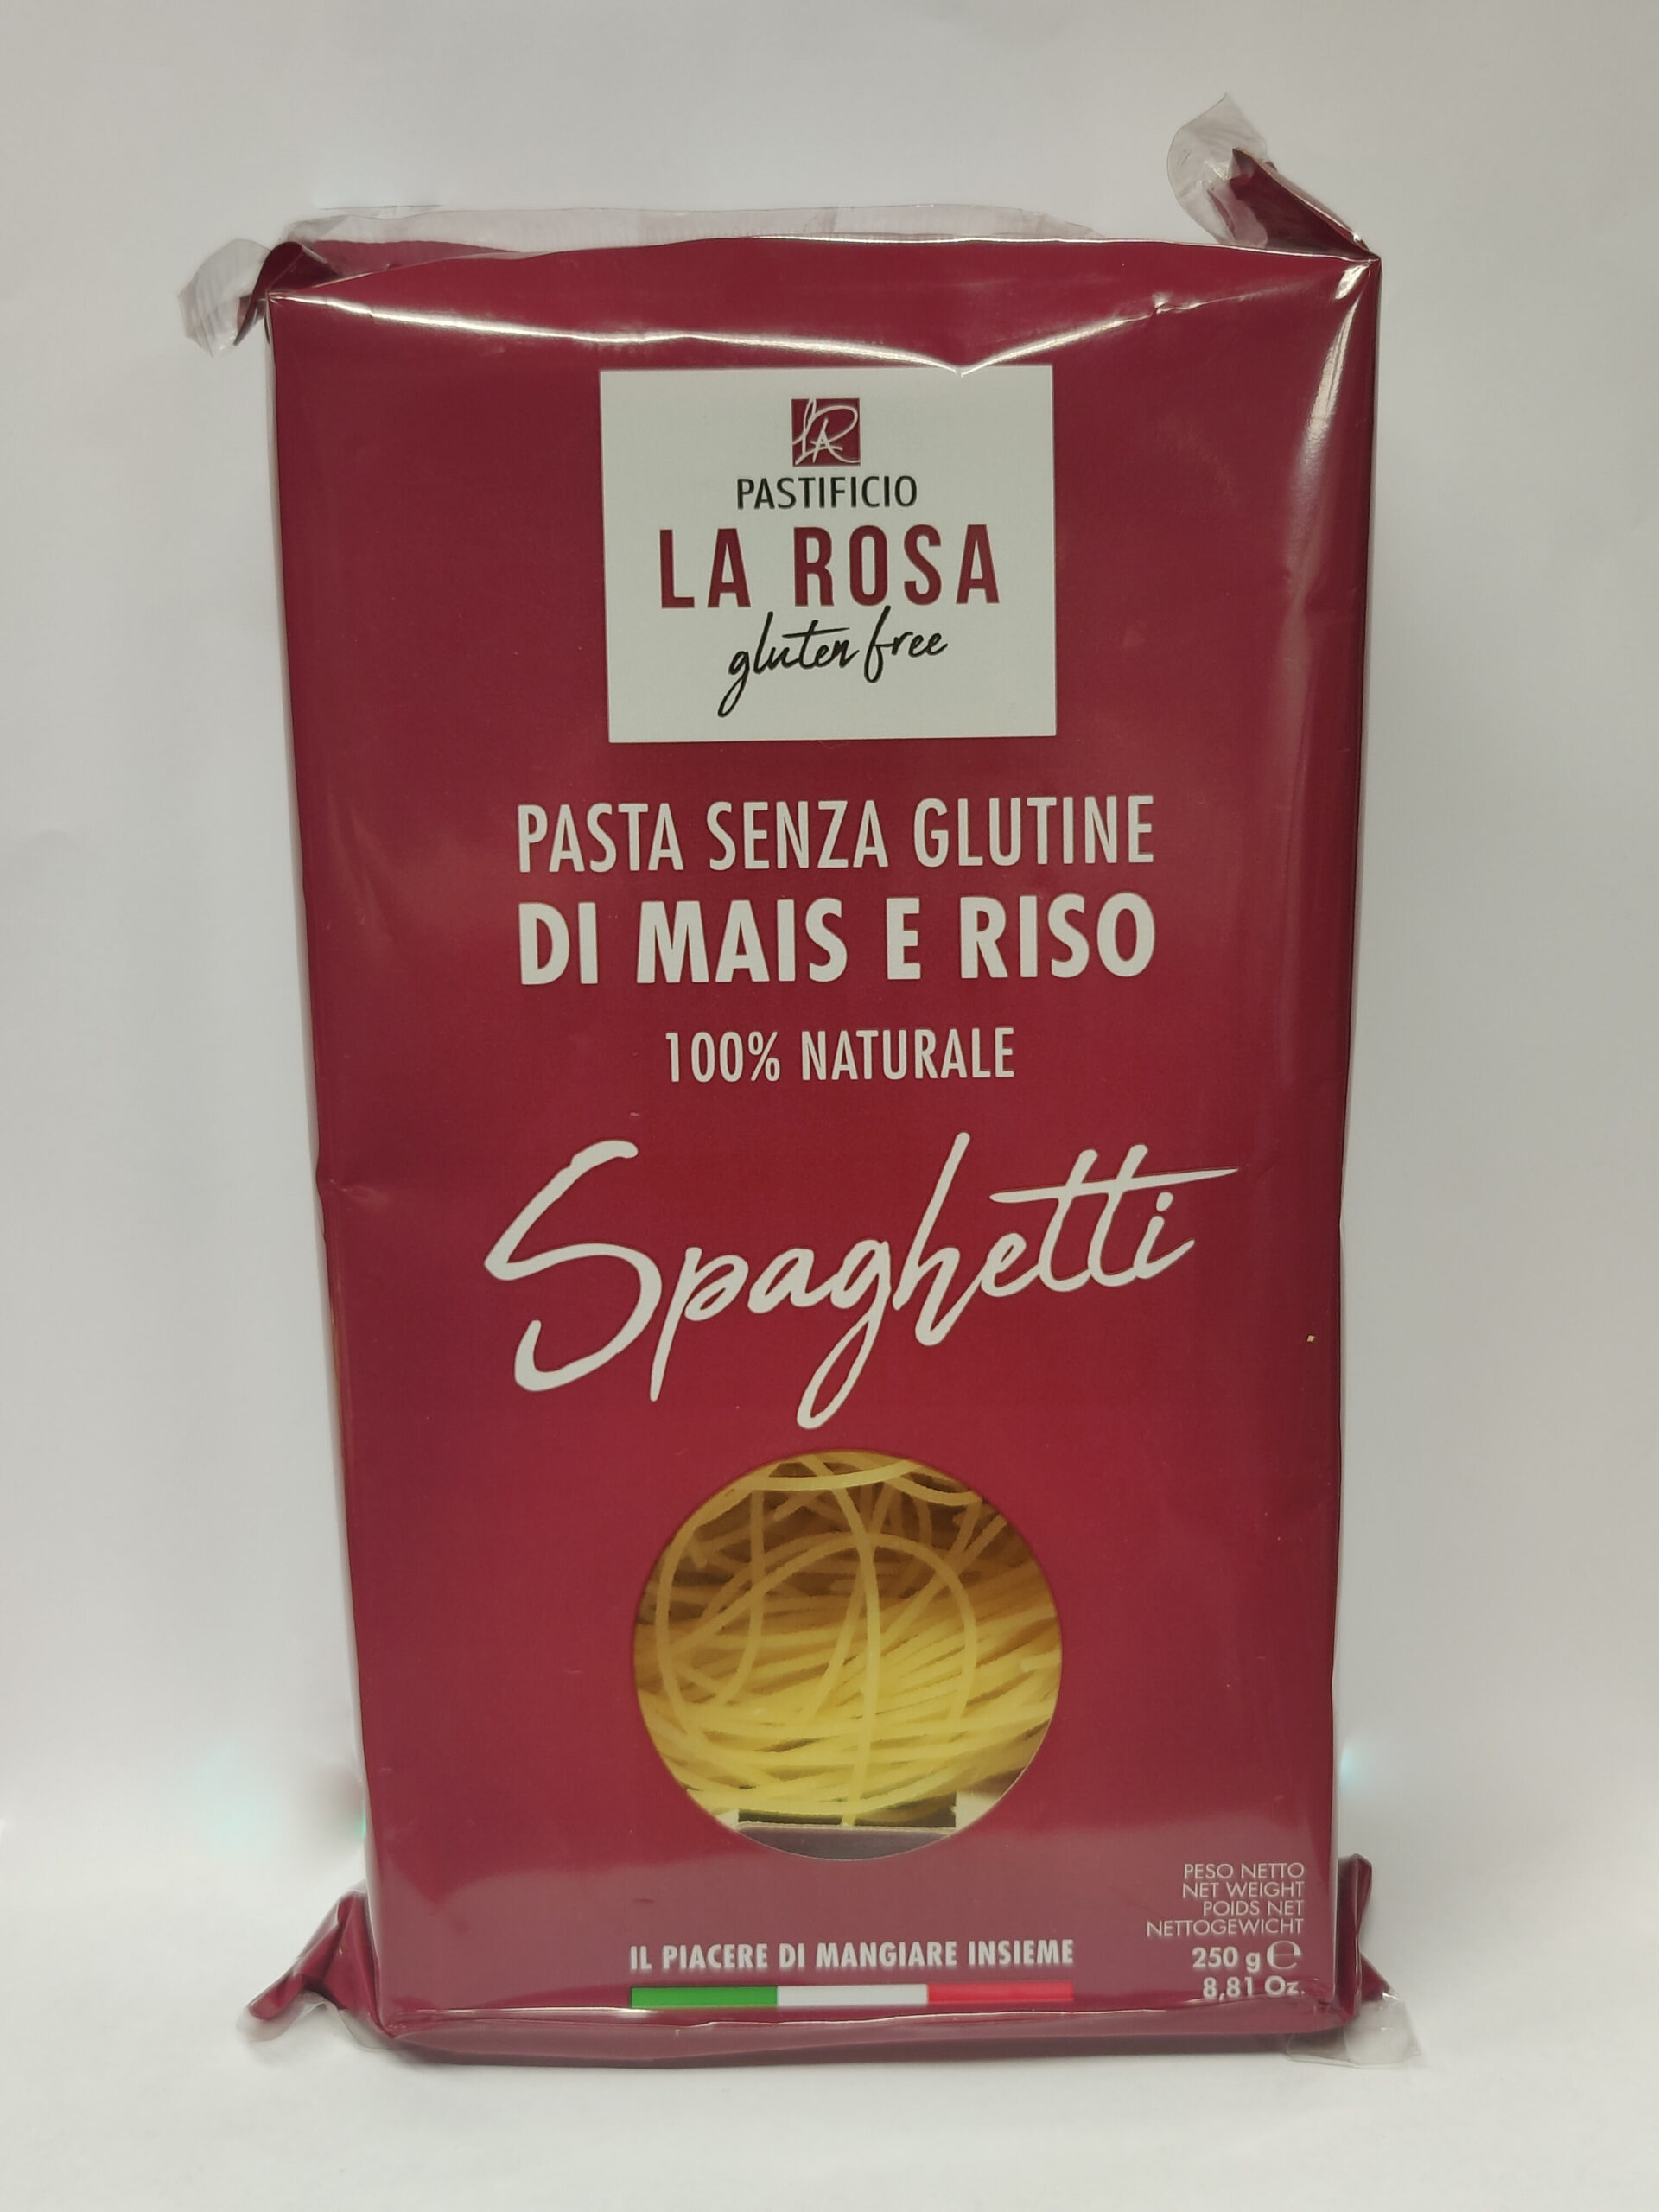 LR
PASTIFICIO
LA ROSA
gluten free
PASTA SENZA GLUTINE
DI MAIS E RISO
100% NATURALE
Spaghetti
PESO NETTO
NET WEIGHT
POIDS NET
NETTOGEWICHT
250 g ℮
8,81 Oz.
IL PIACERE DI MANGIARE INSIEME